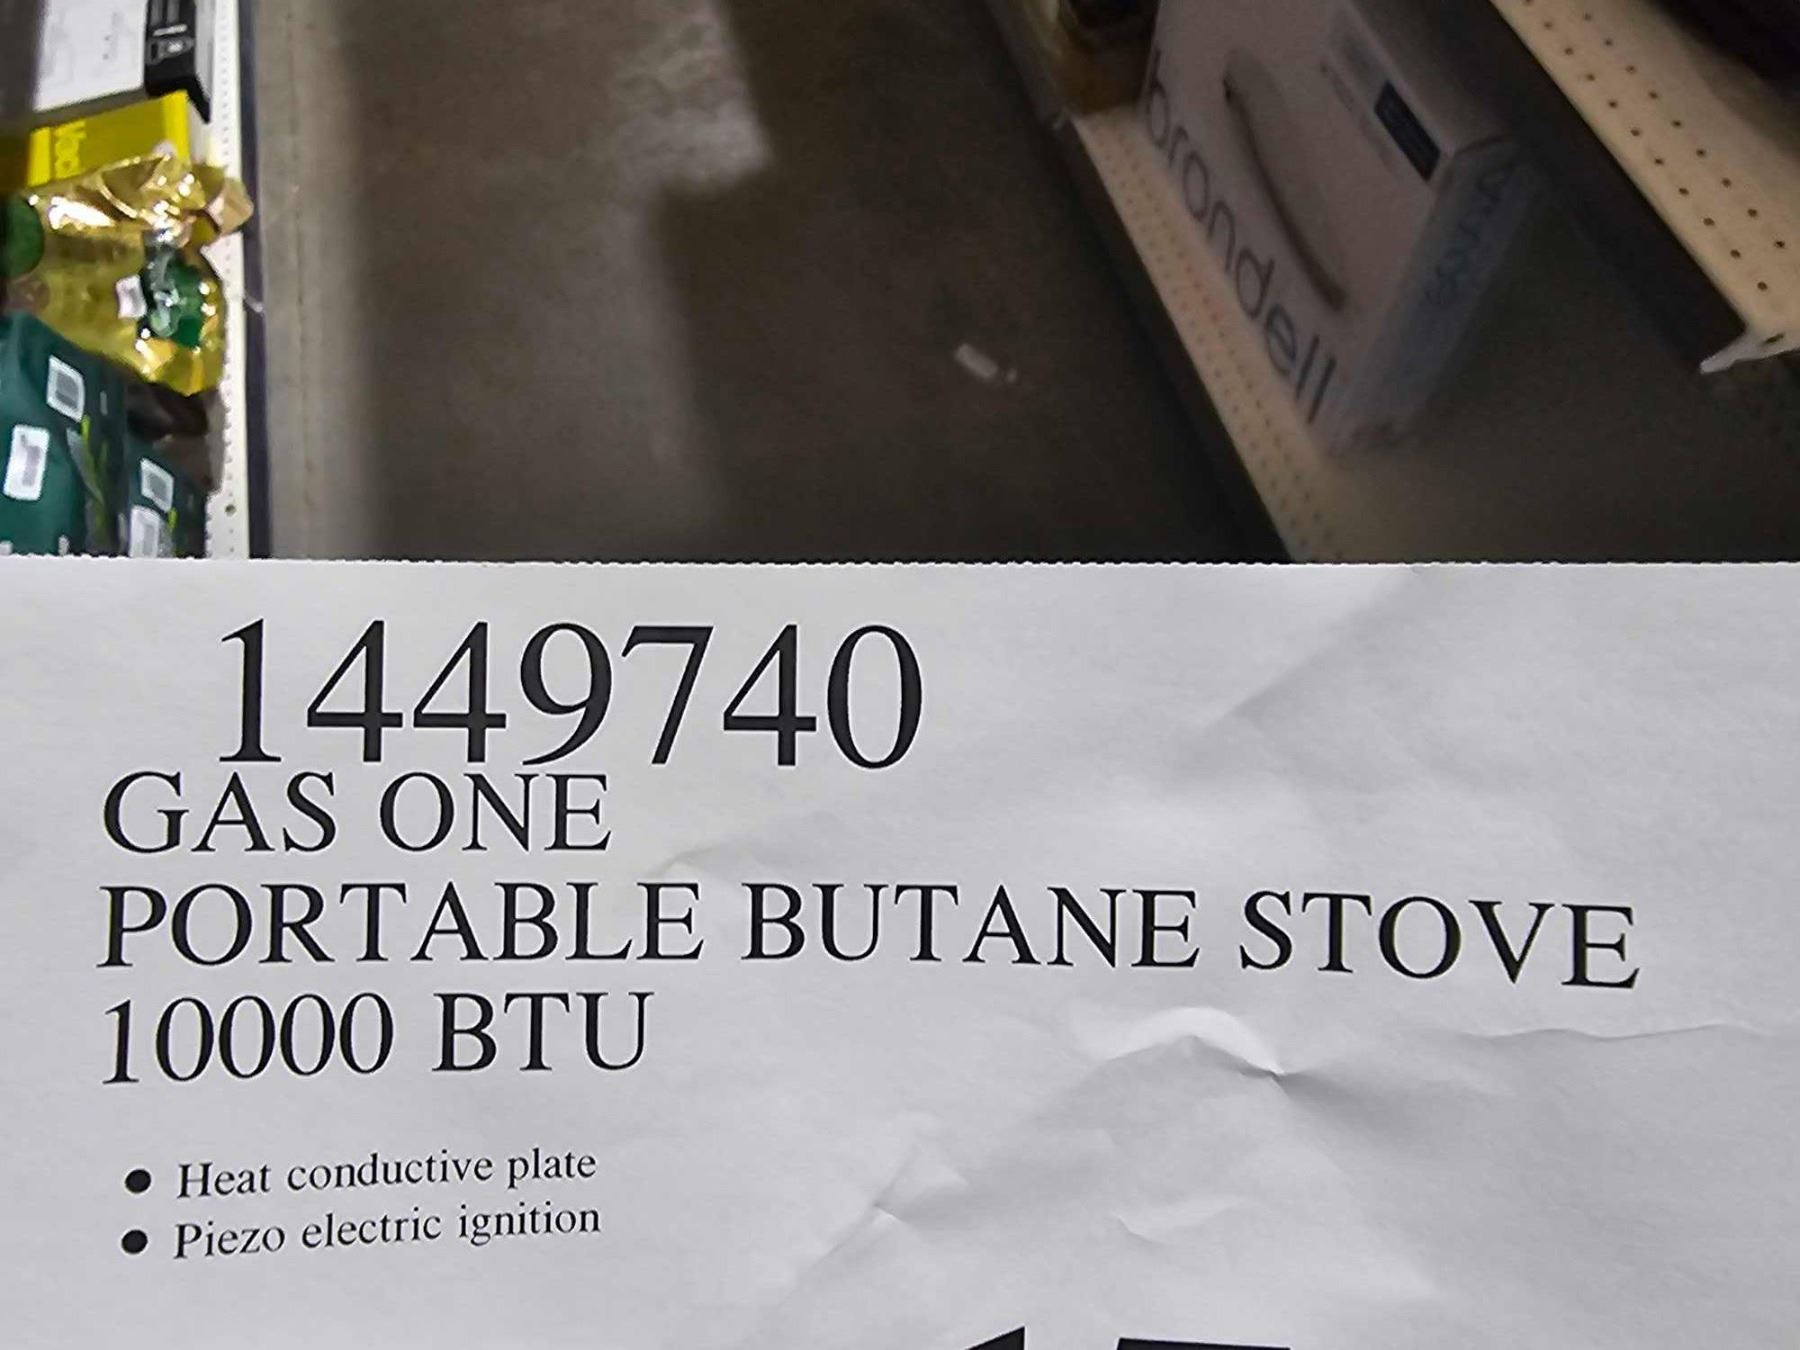 brondell
1449740
GAS ONE
PORTABLE BUTANE STOVE
10000 BTU
● Heat conductive plate
● Piezo electric ignition